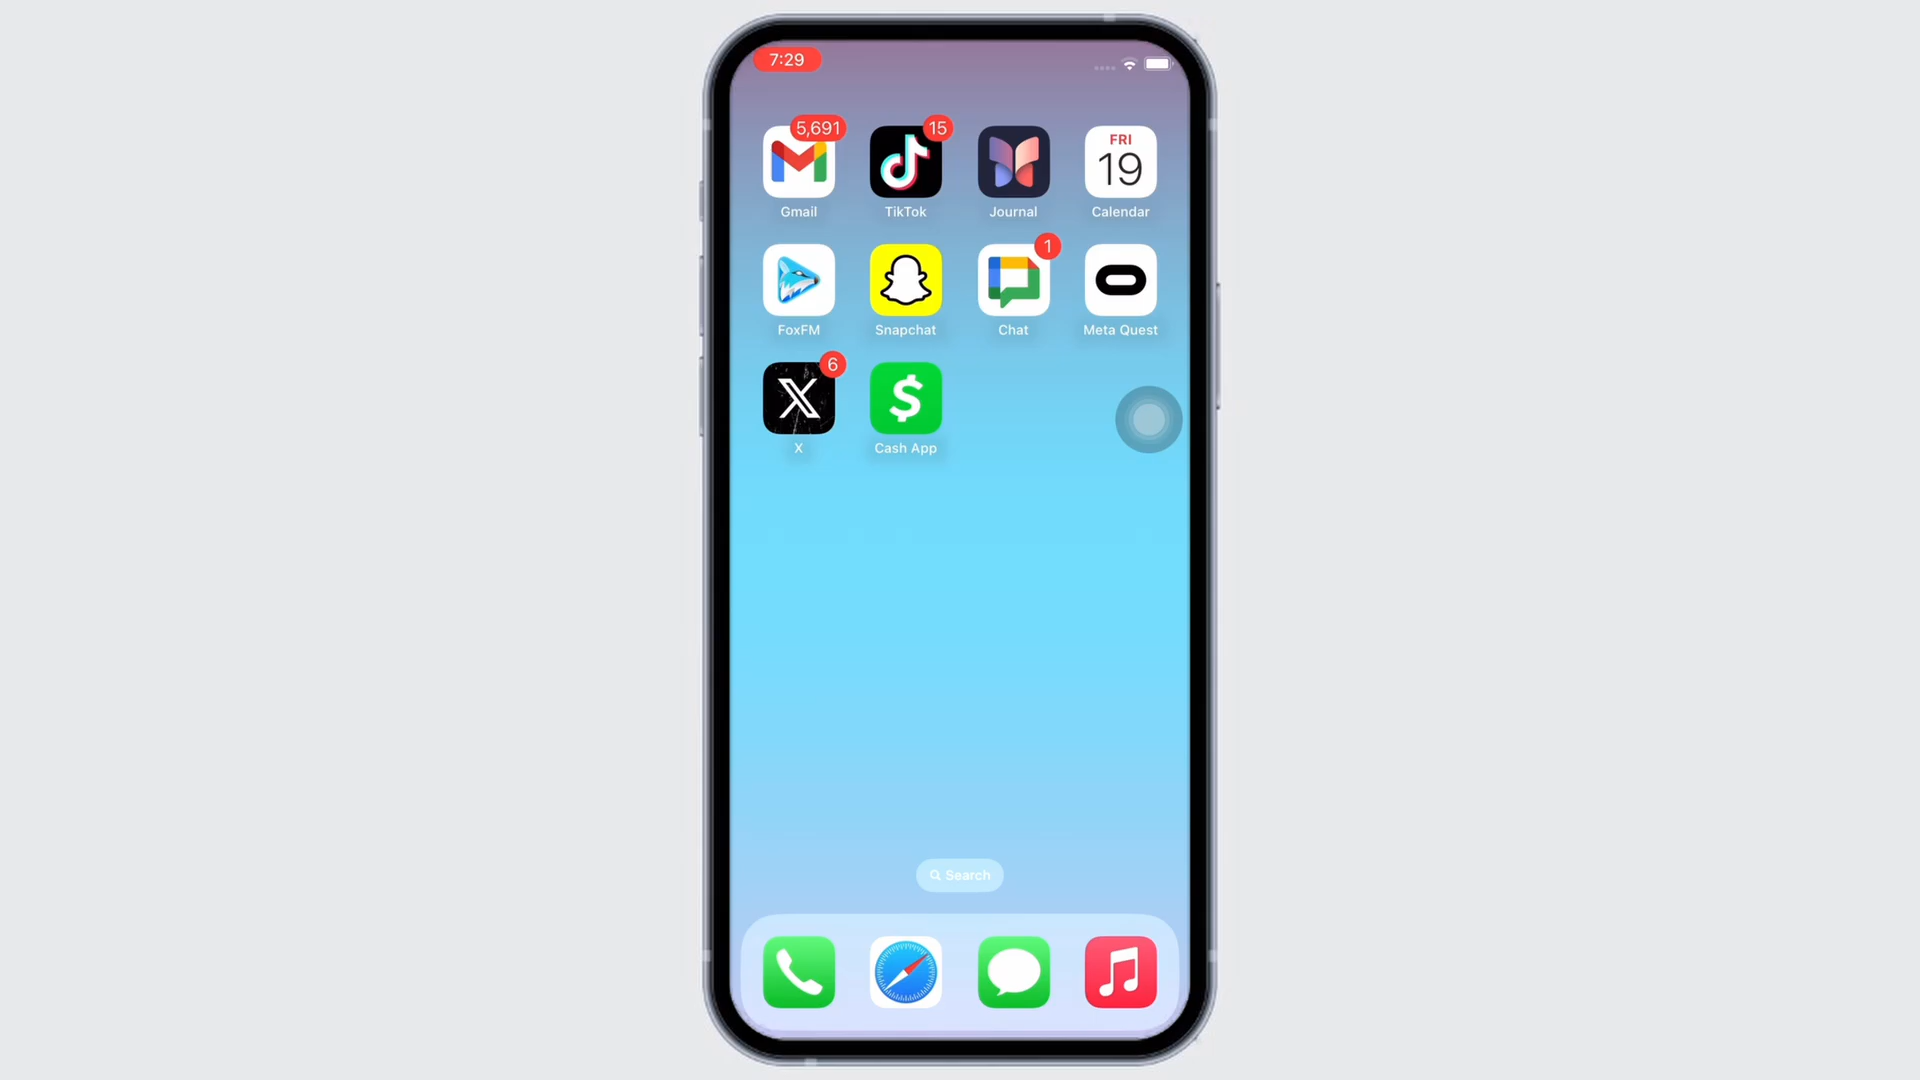 7:29
5,691
15
FRI
19
Gmail
TikTok
Journal
Calendar
1
FoxFM
Snapchat
Chat
Meta Quest
6
X
$
X
Cash App
Search